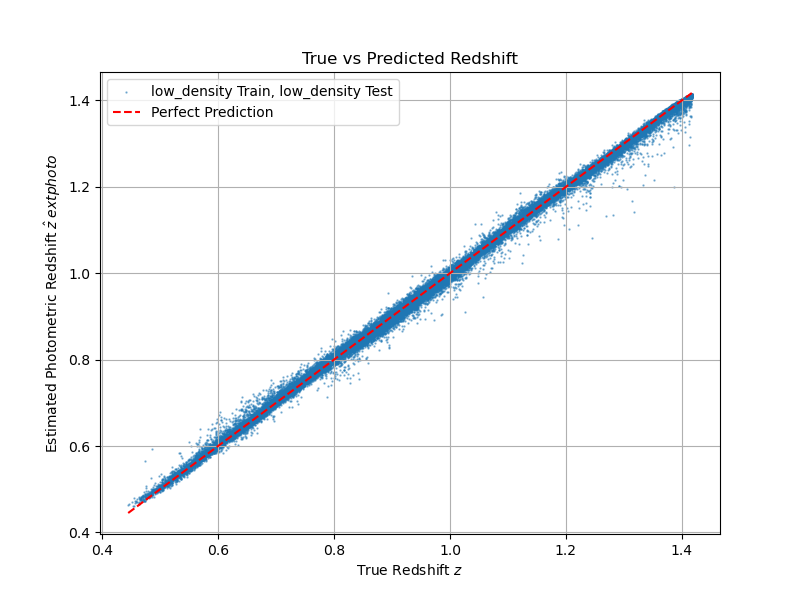 True vs Predicted Redshift
low_density Train, low_density Test
Perfect Prediction
Estimated Photometric Redshift ẑ extphoto
1.4
1.2
1.0
0.8
0.6
0.4
0.4 0.6 0.8 1.0 1.2 1.4
True Redshift z